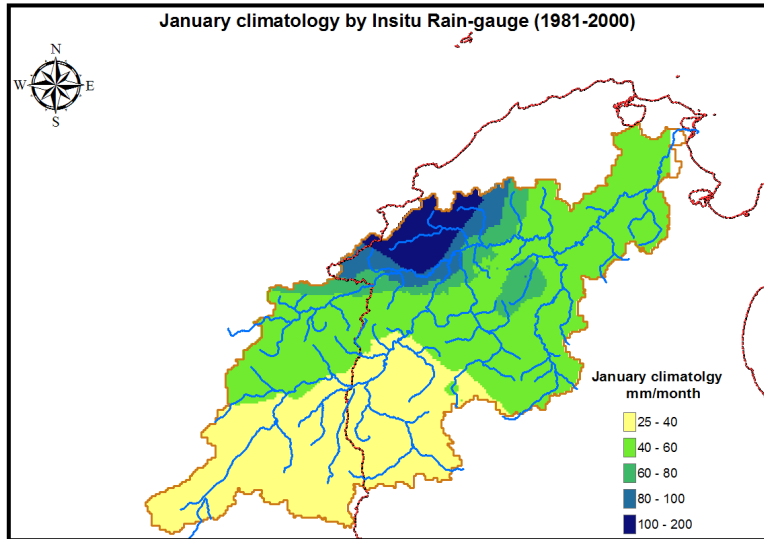 January climatology by Insitu Rain-gauge (1981-2000)
N
W E
S
January climatolgy
mm/month
25 - 40
40 - 60
60 - 80
80 - 100
100 - 200